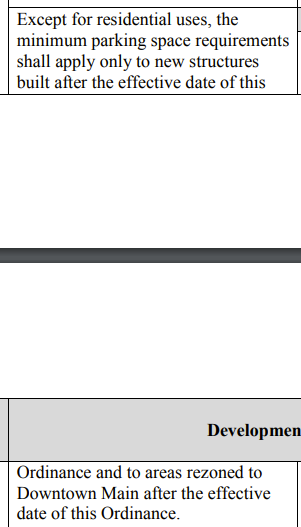 Except for residential uses, the
minimum parking space requirements
shall apply only to new structures
built after the effective date of this
Developmen
Ordinance and to areas rezoned to
Downtown Main after the effective
date of this Ordinance.